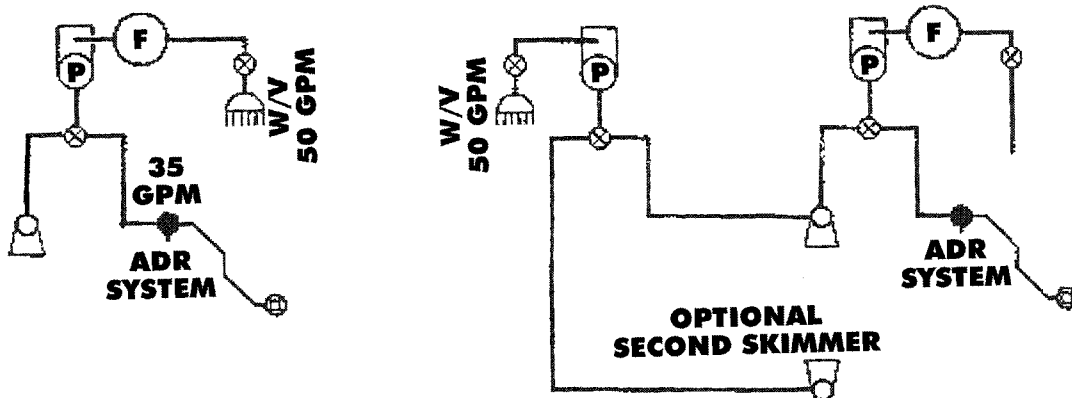 F
P
W/V
50 GPM
35
GPM
ADR
SYSTEM
W/V
50 GPM
P
F
P
ADR
SYSTEM
OPTIONAL
SECOND SKIMMER